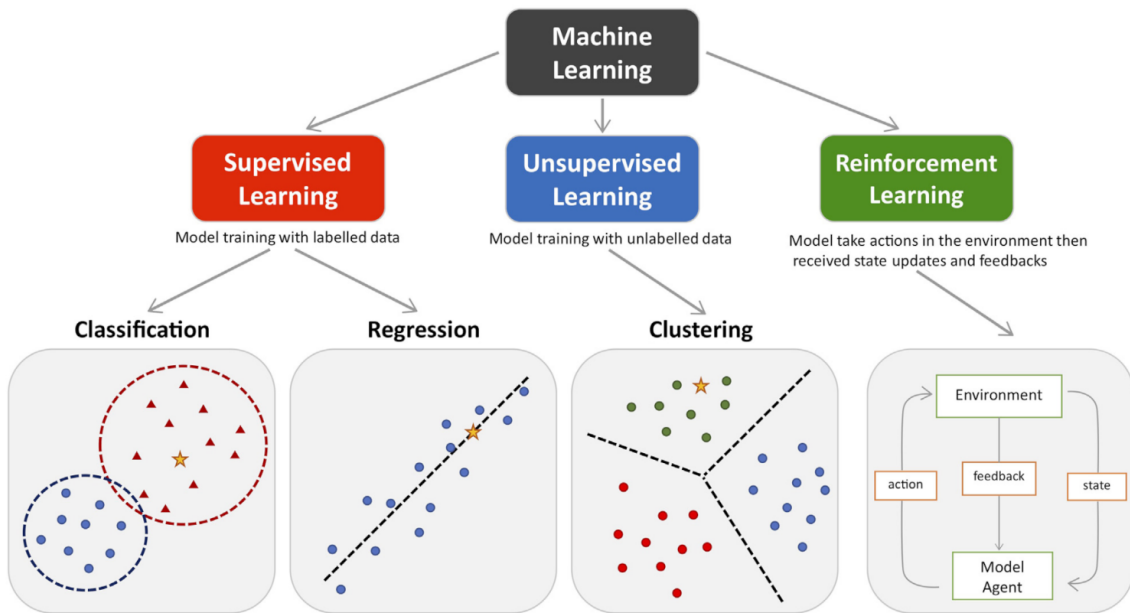 Machine
Learning
Supervised
Learning
Unsupervised
Learning
Reinforcement
Learning
Model training with labelled data
Model training with unlabelled data
Model take actions in the environment then
received state updates and feedbacks
Classification
Regression
Clustering
Environment
action
feedback
state
Model
Agent